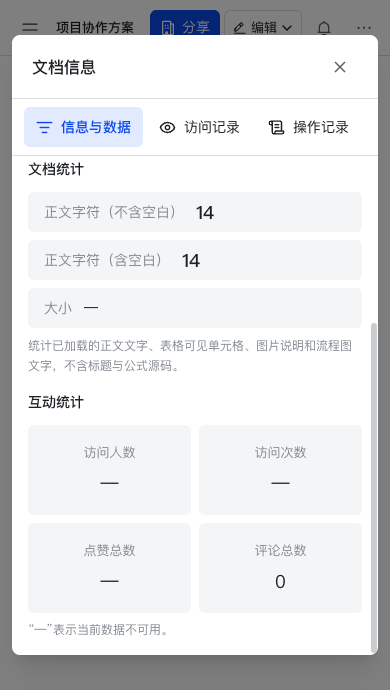 项目协作方案 分享 编辑
文档信息
信息与数据 访问记录 操作记录
文档统计
正文字符（不含空白） 14
正文字符（含空白） 14
大小 —
统计已加载的正文文字、表格可见单元格、图片说明和流程图
文字，不含标题与公式源码。
互动统计
访问人数 访问次数
— —
点赞总数 评论总数
— 0
“—”表示当前数据不可用。